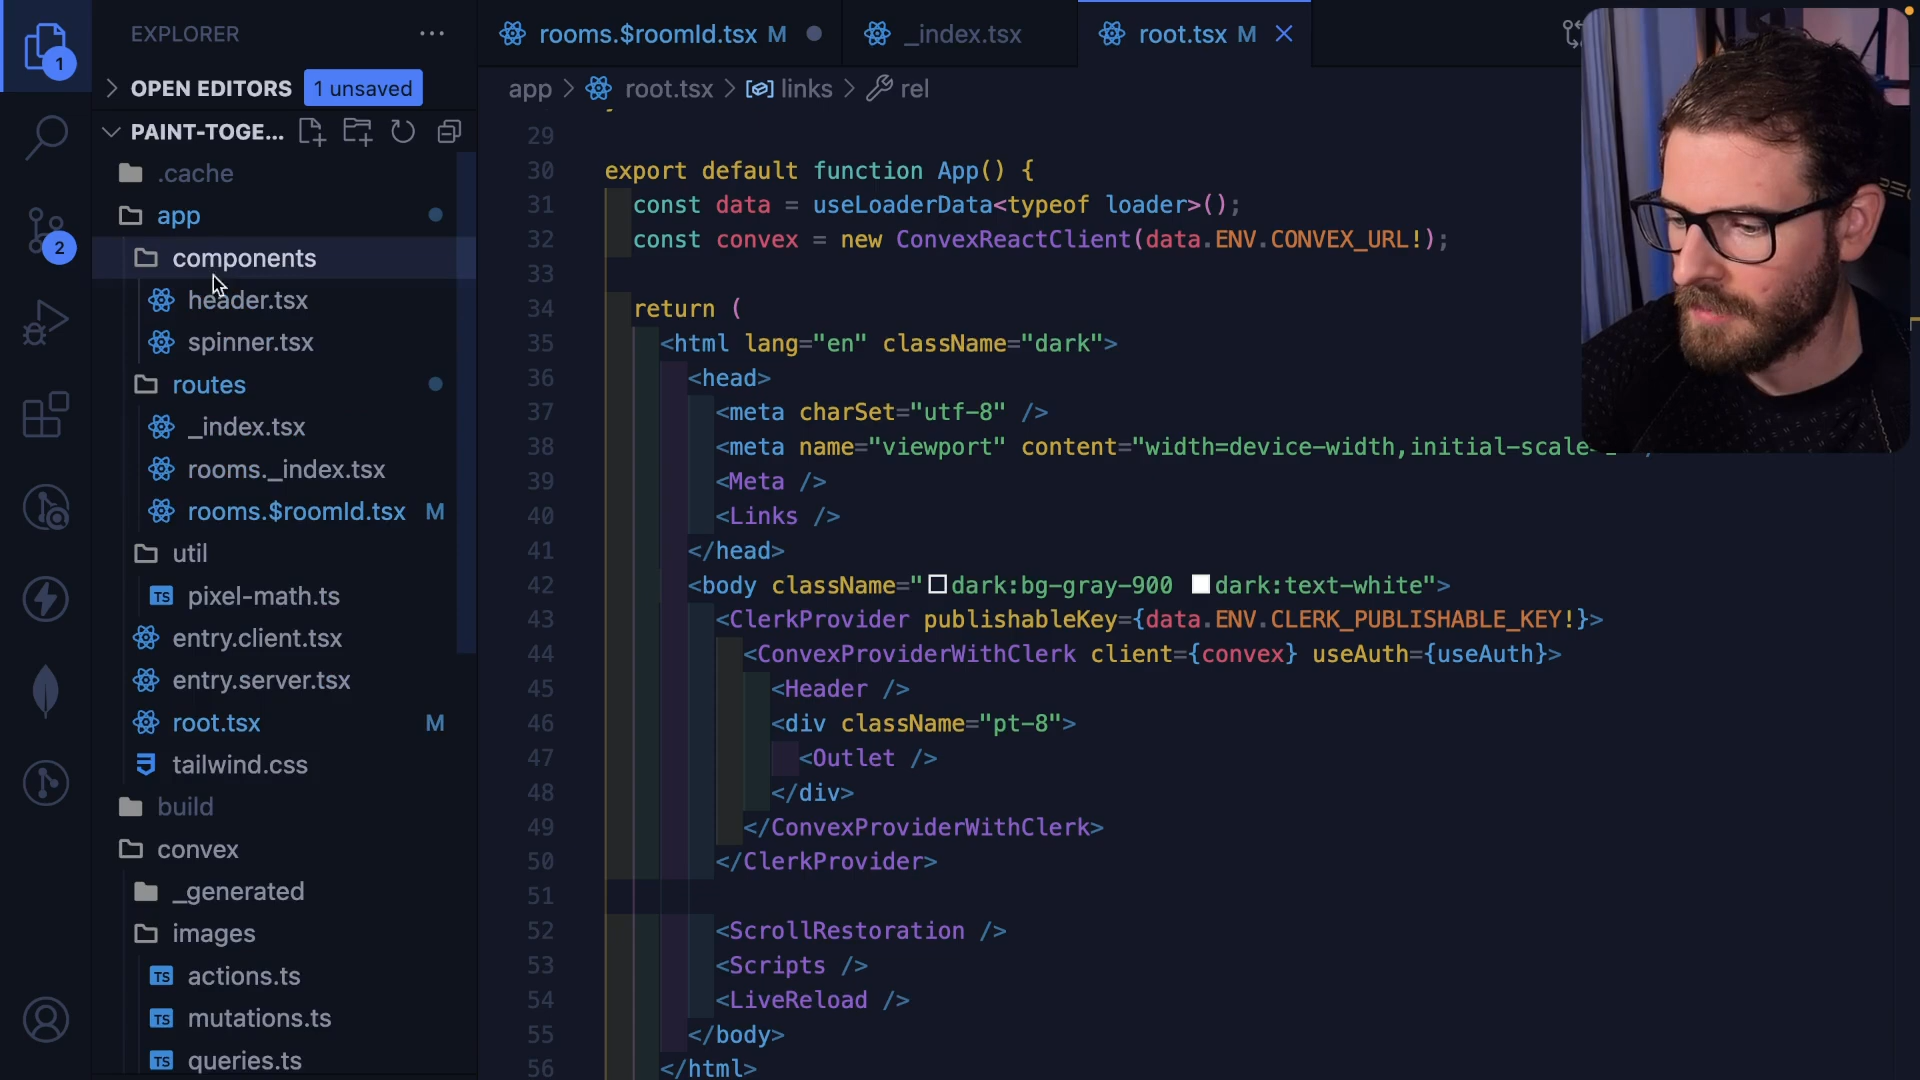 EXPLORER
OPEN EDITORS 1 unsaved
PAINT-TOGE...
.cache
app
components
header.tsx
spinner.tsx
routes
_index.tsx
rooms._index.tsx
rooms.$roomId.tsx M
util
TS pixel-math.ts
entry.client.tsx
entry.server.tsx
root.tsx M
tailwind.css
build
convex
_generated
images
TS actions.ts
TS mutations.ts
TS queries.ts
1
2
rooms.$roomId.tsx M
_index.tsx
root.tsx M
app > root.tsx > links > rel
29
30 export default function App() {
31 const data = useLoaderData<typeof loader>();
32 const convex = new ConvexReactClient(data.ENV.CONVEX_URL!);
33
34 return (
35 <html lang="en" className="dark">
36 <head>
37 <meta charSet="utf-8" />
38 <meta name="viewport" content="width=device-width,initial-scale=
39 <Meta />
40 <Links />
41 </head>
42 <body className="dark:bg-gray-900 dark:text-white">
43 <ClerkProvider publishableKey={data.ENV.CLERK_PUBLISHABLE_KEY!}>
44 <ConvexProviderWithClerk client={convex} useAuth={useAuth}>
45 <Header />
46 <div className="pt-8">
47 <Outlet />
48 </div>
49 </ConvexProviderWithClerk>
50 </ClerkProvider>
51
52 <ScrollRestoration />
53 <Scripts />
54 <LiveReload />
55 </body>
56 </html>